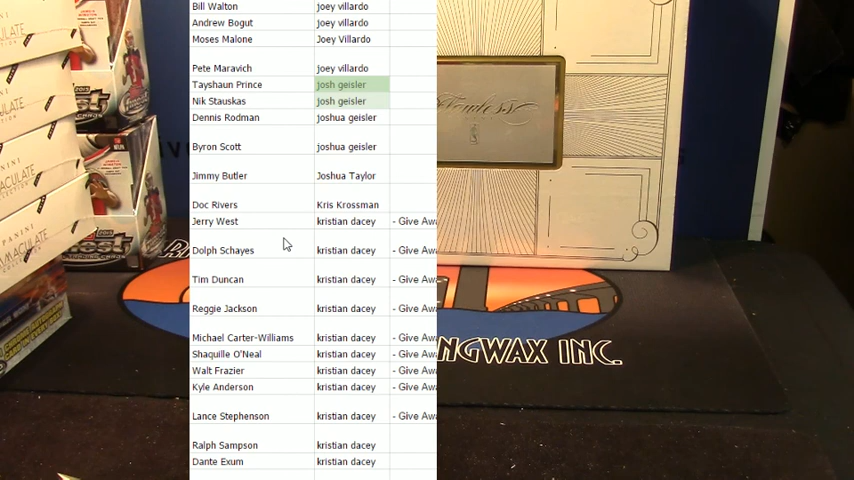 Bill Walton joey villardo
Andrew Bogut joey villardo
Moses Malone Joey Villardo
Pete Maravich joey villardo
Tayshaun Prince josh geisler
Nik Stauskas josh geisler
Dennis Rodman joshua geisler
Byron Scott joshua geisler
Jimmy Butler Joshua Taylor
Doc Rivers Kris Krossman
Jerry West kristian dacey - Give Awa
Dolph Schayes kristian dacey - Give Awa
Tim Duncan kristian dacey - Give Awa
Reggie Jackson kristian dacey - Give Awa
Michael Carter-Williams kristian dacey - Give Awa
Shaquille O'Neal kristian dacey - Give Awa
Walt Frazier kristian dacey - Give Awa
Kyle Anderson kristian dacey - Give Awa
Lance Stephenson kristian dacey - Give Awa
Ralph Sampson kristian dacey
Dante Exum kristian dacey
NGWAX INC.
PANINI